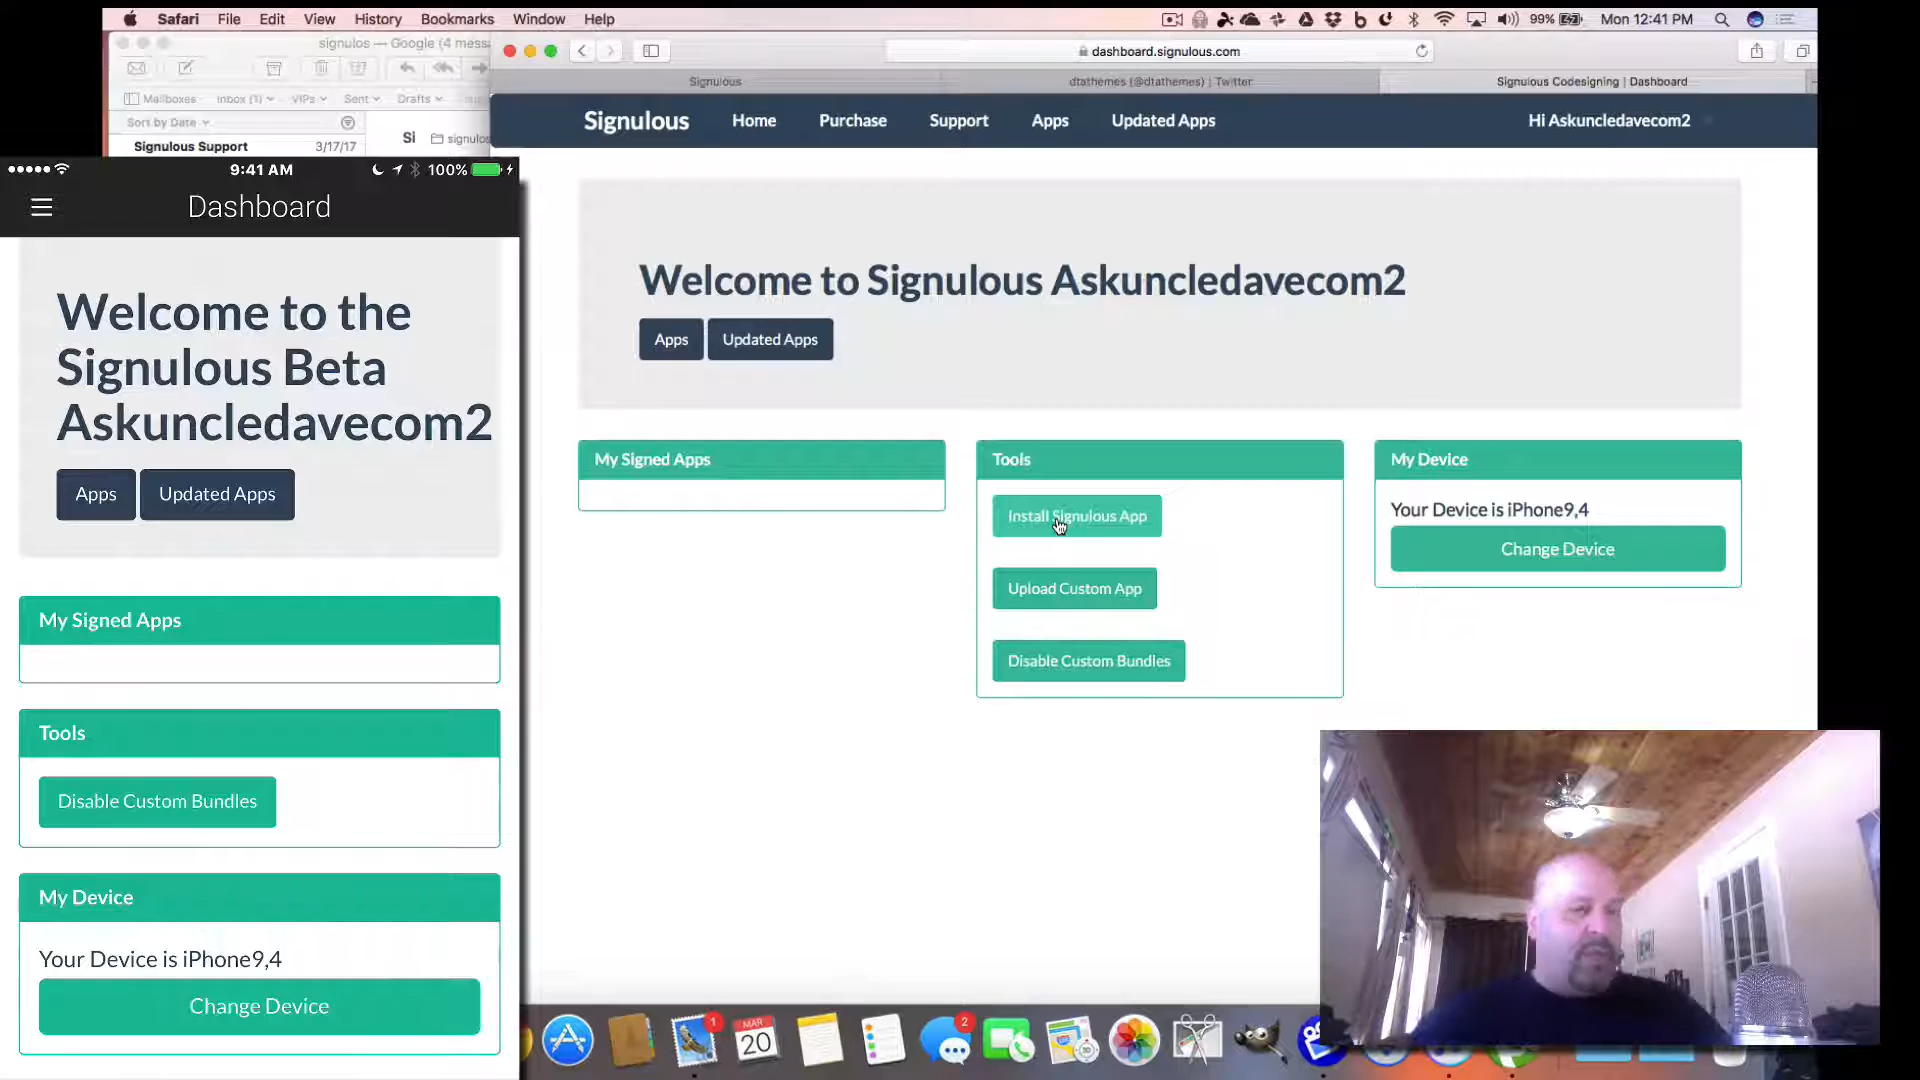 Safari File Edit View History Bookmarks Window Help
99% Mon 12:41 PM
signulos — Google (4 mess
dashboard.signulous.com
Signulous
dtathemes (@dtathemes) | Twitter
Signulous Codesigning | Dashboard
Mailboxes Inbox (1) VIPs Sent Drafts
Sort by Date
Signulous Support 3/17/17
Si signulos
Signulous Home Purchase Support Apps Updated Apps Hi Askuncledavecom2
9:41 AM 100%
Dashboard
Welcome to the
Signulous Beta
Askuncledavecom2
Apps Updated Apps
My Signed Apps
Tools
Disable Custom Bundles
My Device
Your Device is iPhone9,4
Change Device
Welcome to Signulous Askuncledavecom2
Apps Updated Apps
My Signed Apps
Tools
Install Signulous App
Upload Custom App
Disable Custom Bundles
My Device
Your Device is iPhone9,4
Change Device
1
MAR
20
2